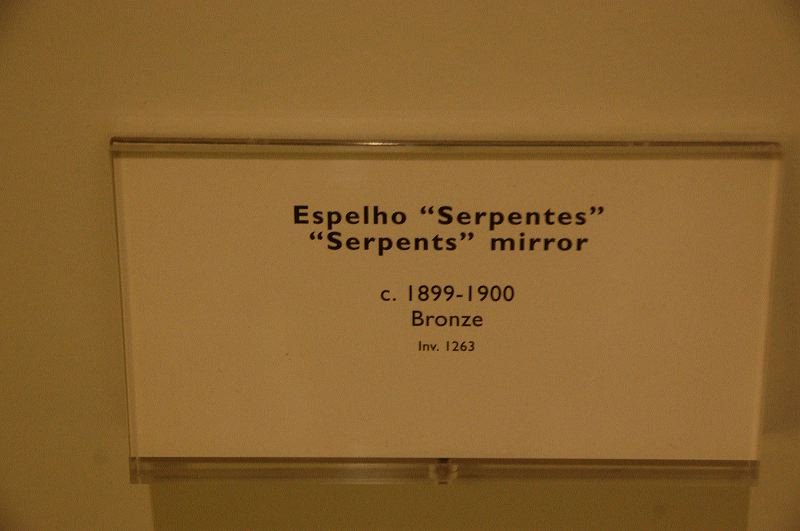 Espelho “Serpentes”
“Serpents” mirror
c. 1899-1900
Bronze
Inv. 1263